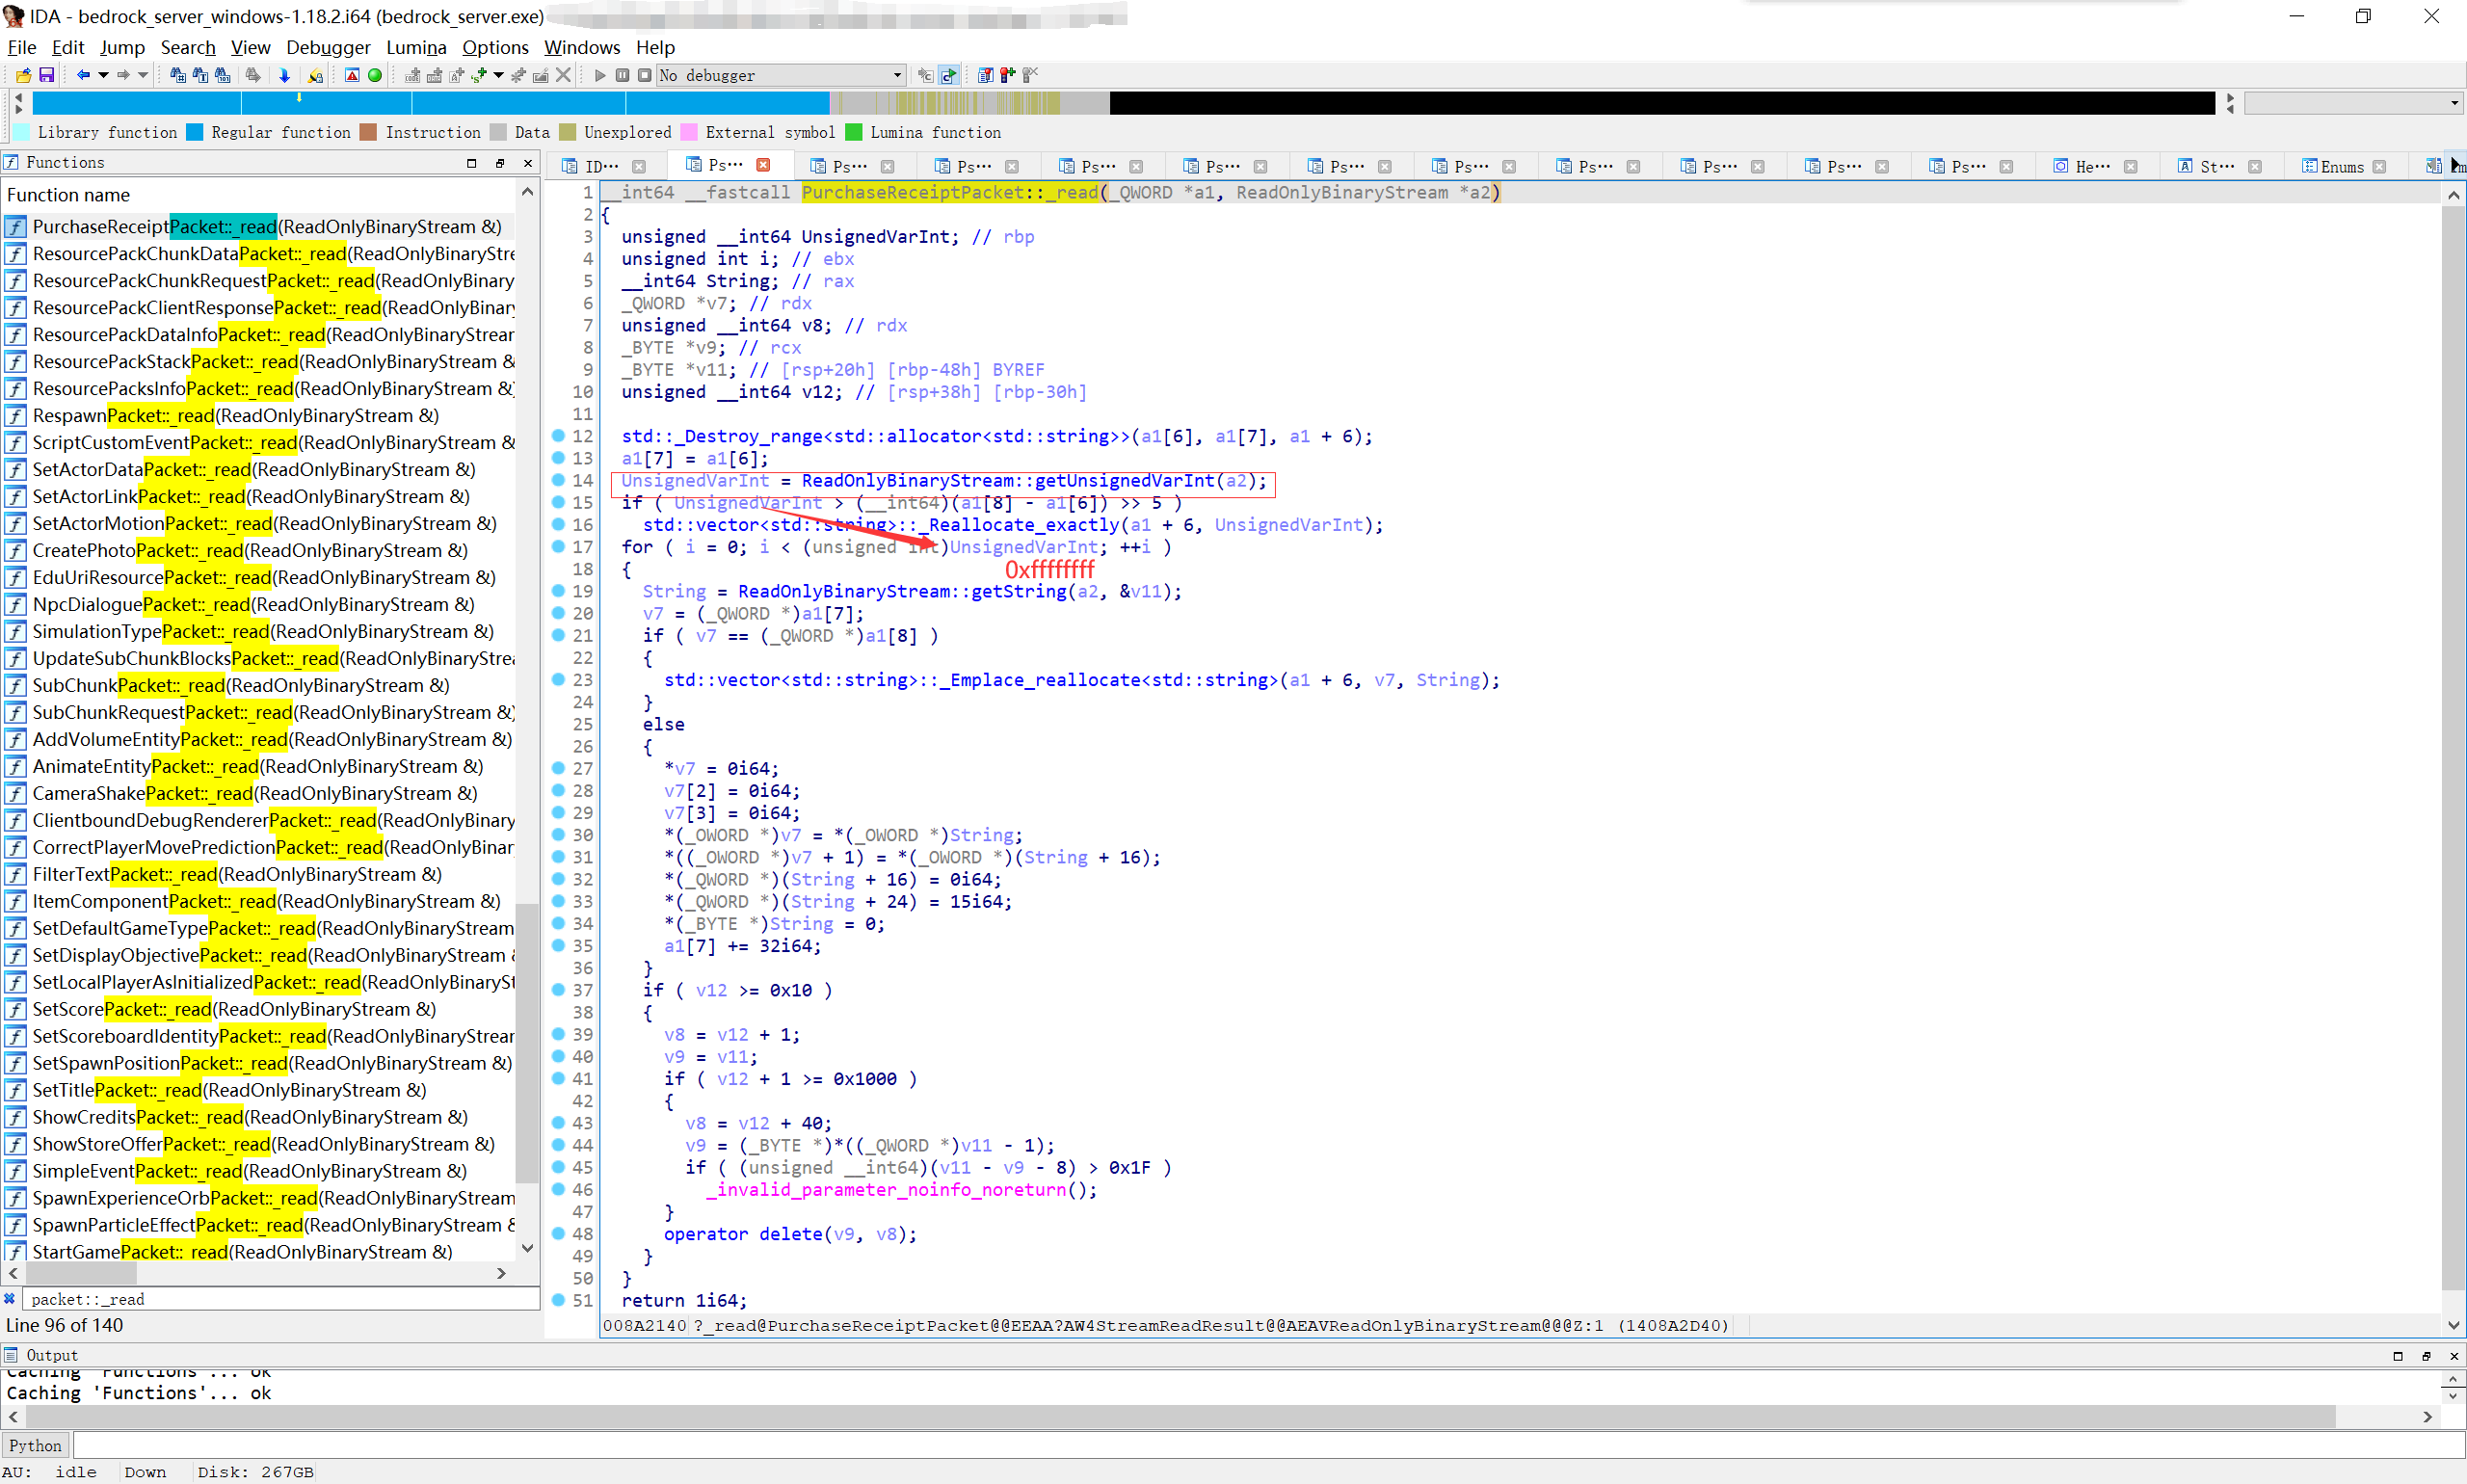 IDA - bedrock_server_windows-1.18.2.i64 (bedrock_server.exe)
File Edit Jump Search View Debugger Lumina Options Windows Help
No debugger
Library function Regular function Instruction Data Unexplored External symbol Lumina function
Functions
Function name
PurchaseReceiptPacket::_read(ReadOnlyBinaryStream &)
ResourcePackChunkDataPacket::_read(ReadOnlyBinaryStre
ResourcePackChunkRequestPacket::_read(ReadOnlyBinary
ResourcePackClientResponsePacket::_read(ReadOnlyBinary
ResourcePackDataInfoPacket::_read(ReadOnlyBinaryStrear
ResourcePackStackPacket::_read(ReadOnlyBinaryStream &
ResourcePacksInfoPacket::_read(ReadOnlyBinaryStream &
RespawnPacket::_read(ReadOnlyBinaryStream &)
ScriptCustomEventPacket::_read(ReadOnlyBinaryStream &
SetActorDataPacket::_read(ReadOnlyBinaryStream &)
SetActorLinkPacket::_read(ReadOnlyBinaryStream &)
SetActorMotionPacket::_read(ReadOnlyBinaryStream &)
CreatePhotoPacket::_read(ReadOnlyBinaryStream &)
EduUriResourcePacket::_read(ReadOnlyBinaryStream &)
NpcDialoguePacket::_read(ReadOnlyBinaryStream &)
SimulationTypePacket::_read(ReadOnlyBinaryStream &)
UpdateSubChunkBlocksPacket::_read(ReadOnlyBinaryStrea
SubChunkPacket::_read(ReadOnlyBinaryStream &)
SubChunkRequestPacket::_read(ReadOnlyBinaryStream &)
AddVolumeEntityPacket::_read(ReadOnlyBinaryStream &)
AnimateEntityPacket::_read(ReadOnlyBinaryStream &)
CameraShakePacket::_read(ReadOnlyBinaryStream &)
ClientboundDebugRendererPacket::_read(ReadOnlyBinary
CorrectPlayerMovePredictionPacket::_read(ReadOnlyBinar
FilterTextPacket::_read(ReadOnlyBinaryStream &)
ItemComponentPacket::_read(ReadOnlyBinaryStream &)
SetDefaultGameTypePacket::_read(ReadOnlyBinaryStream
SetDisplayObjectivePacket::_read(ReadOnlyBinaryStream
SetLocalPlayerAsInitializedPacket::_read(ReadOnlyBinarySt
SetScorePacket::_read(ReadOnlyBinaryStream &)
SetScoreboardIdentityPacket::_read(ReadOnlyBinaryStrear
SetSpawnPositionPacket::_read(ReadOnlyBinaryStream &)
SetTitlePacket::_read(ReadOnlyBinaryStream &)
ShowCreditsPacket::_read(ReadOnlyBinaryStream &)
ShowStoreOfferPacket::_read(ReadOnlyBinaryStream &)
SimpleEventPacket::_read(ReadOnlyBinaryStream &)
SpawnExperienceOrbPacket::_read(ReadOnlyBinaryStream
SpawnParticleEffectPacket::_read(ReadOnlyBinaryStream
StartGamePacket::_read(ReadOnlyBinaryStream &)
packet::_read
Line 96 of 140
ID··· Ps··· Ps··· Ps··· Ps··· Ps··· Ps··· Ps··· Ps··· Ps··· Ps··· Ps··· He··· St··· Enums
1 __int64 __fastcall PurchaseReceiptPacket::_read(_QWORD *a1, ReadOnlyBinaryStream *a2)
2 {
3 unsigned __int64 UnsignedVarInt; // rbp
4 unsigned int i; // ebx
5 __int64 String; // rax
6 _QWORD *v7; // rdx
7 unsigned __int64 v8; // rdx
8 _BYTE *v9; // rcx
9 _BYTE *v11; // [rsp+20h] [rbp-48h] BYREF
10 unsigned __int64 v12; // [rsp+38h] [rbp-30h]
11
12 std::_Destroy_range<std::allocator<std::string>>(a1[6], a1[7], a1 + 6);
13 a1[7] = a1[6];
14 UnsignedVarInt = ReadOnlyBinaryStream::getUnsignedVarInt(a2);
15 if ( UnsignedVarInt > (__int64)(a1[8] - a1[6]) >> 5 )
16 std::vector<std::string>::_Reallocate_exactly(a1 + 6, UnsignedVarInt);
17 for ( i = 0; i < (unsigned int)UnsignedVarInt; ++i )
18 {
0xffffffff
19 String = ReadOnlyBinaryStream::getString(a2, &v11);
20 v7 = (_QWORD *)a1[7];
21 if ( v7 == (_QWORD *)a1[8] )
22 {
23 std::vector<std::string>::_Emplace_reallocate<std::string>(a1 + 6, v7, String);
24 }
25 else
26 {
27 *v7 = 0i64;
28 v7[2] = 0i64;
29 v7[3] = 0i64;
30 *(_OWORD *)v7 = *(_OWORD *)String;
31 *((_OWORD *)v7 + 1) = *(_OWORD *)(String + 16);
32 *(_QWORD *)(String + 16) = 0i64;
33 *(_QWORD *)(String + 24) = 15i64;
34 *(_BYTE *)String = 0;
35 a1[7] += 32i64;
36 }
37 if ( v12 >= 0x10 )
38 {
39 v8 = v12 + 1;
40 v9 = v11;
41 if ( v12 + 1 >= 0x1000 )
42 {
43 v8 = v12 + 40;
44 v9 = (_BYTE *)*((_QWORD *)v11 - 1);
45 if ( (unsigned __int64)(v11 - v9 - 8) > 0x1F )
46 _invalid_parameter_noinfo_noreturn();
47 }
48 operator delete(v9, v8);
49 }
50 }
51 return 1i64;
008A2140 ?_read@PurchaseReceiptPacket@@EEAA?AW4StreamReadResult@@AEAVReadOnlyBinaryStream@@@Z:1 (1408A2D40)
Output
Caching 'Functions'... ok
Caching 'Functions'... ok
Python
AU: idle Down Disk: 267GB